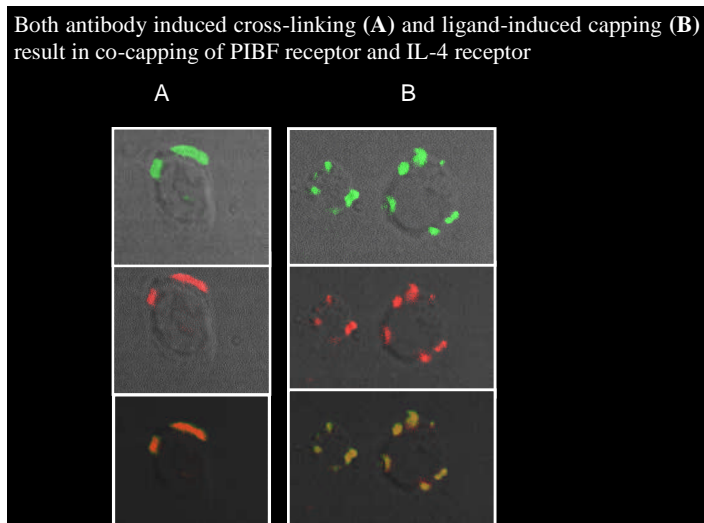 Both antibody induced cross-linking (A) and ligand-induced capping (B)
result in co-capping of PIBF receptor and IL-4 receptor
A B